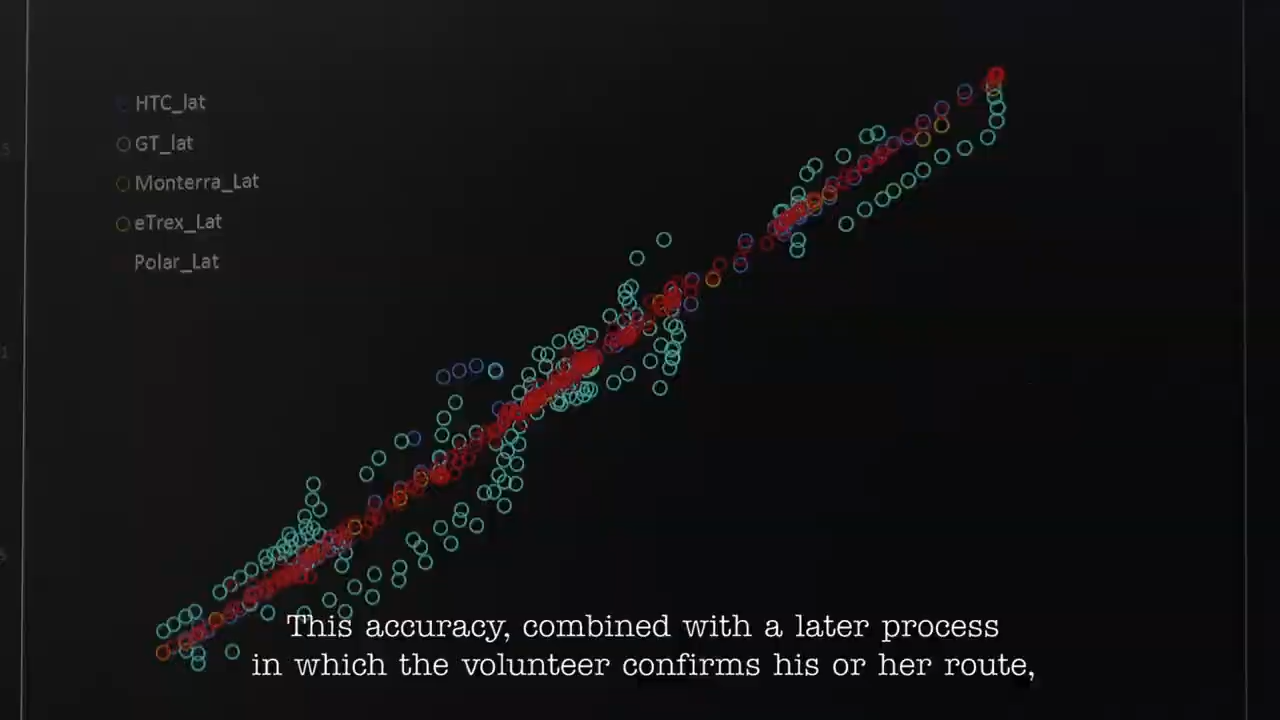 HTC_lat
GT_lat
Monterra_Lat
eTrex_Lat
Polar_Lat
This accuracy, combined with a later process
in which the volunteer confirms his or her route,